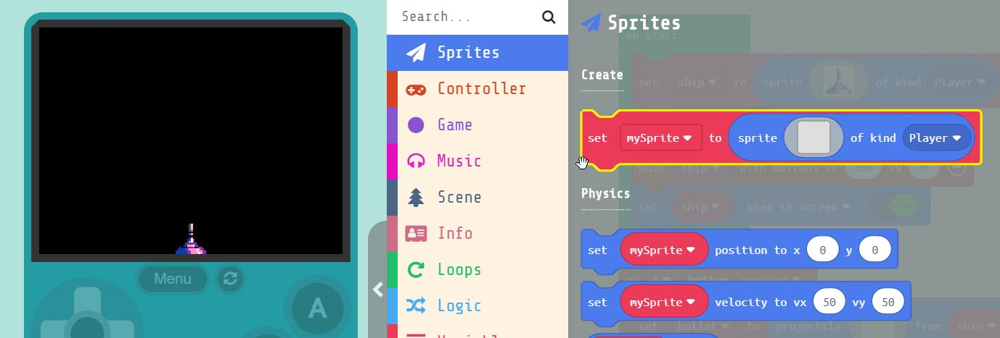 Menu
A
Search...
Sprites
Controller
Game
Music
Scene
Info
Loops
Logic
Sprites
on start
set ship to sprite of kind Player
Create
set mySprite to sprite of kind Player
move ship with buttons vx 100 vy
Physics
set ship stay in screen
set mySprite position to x 0 y 0
on A button pressed
set mySprite velocity to vx 50 vy 50
set bullet to projectile from ship